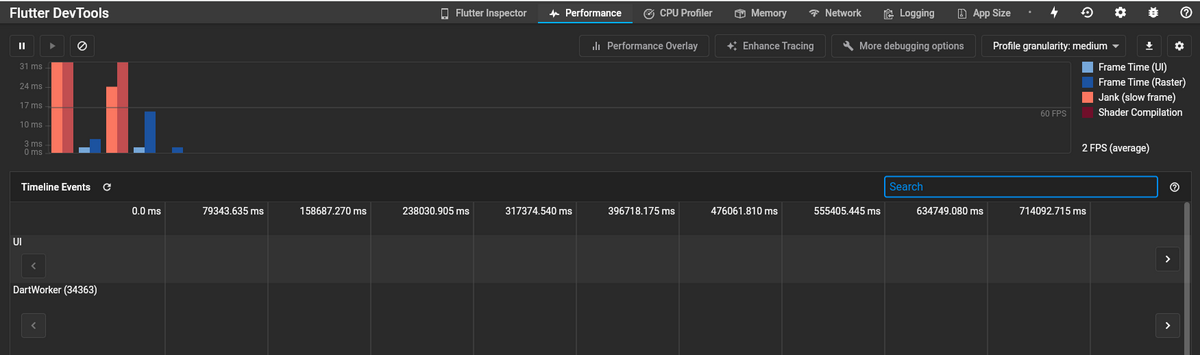 Flutter DevTools
Flutter Inspector Performance CPU Profiler Memory Network Logging App Size
Performance Overlay Enhance Tracing More debugging options Profile granularity: medium
31 ms
24 ms
17 ms
10 ms
3 ms
0 ms
60 FPS
Frame Time (UI)
Frame Time (Raster)
Jank (slow frame)
Shader Compilation
2 FPS (average)
Timeline Events Search
0.0 ms 79343.635 ms 158687.270 ms 238030.905 ms 317374.540 ms 396718.175 ms 476061.810 ms 555405.445 ms 634749.080 ms 714092.715 ms
UI
DartWorker (34363)